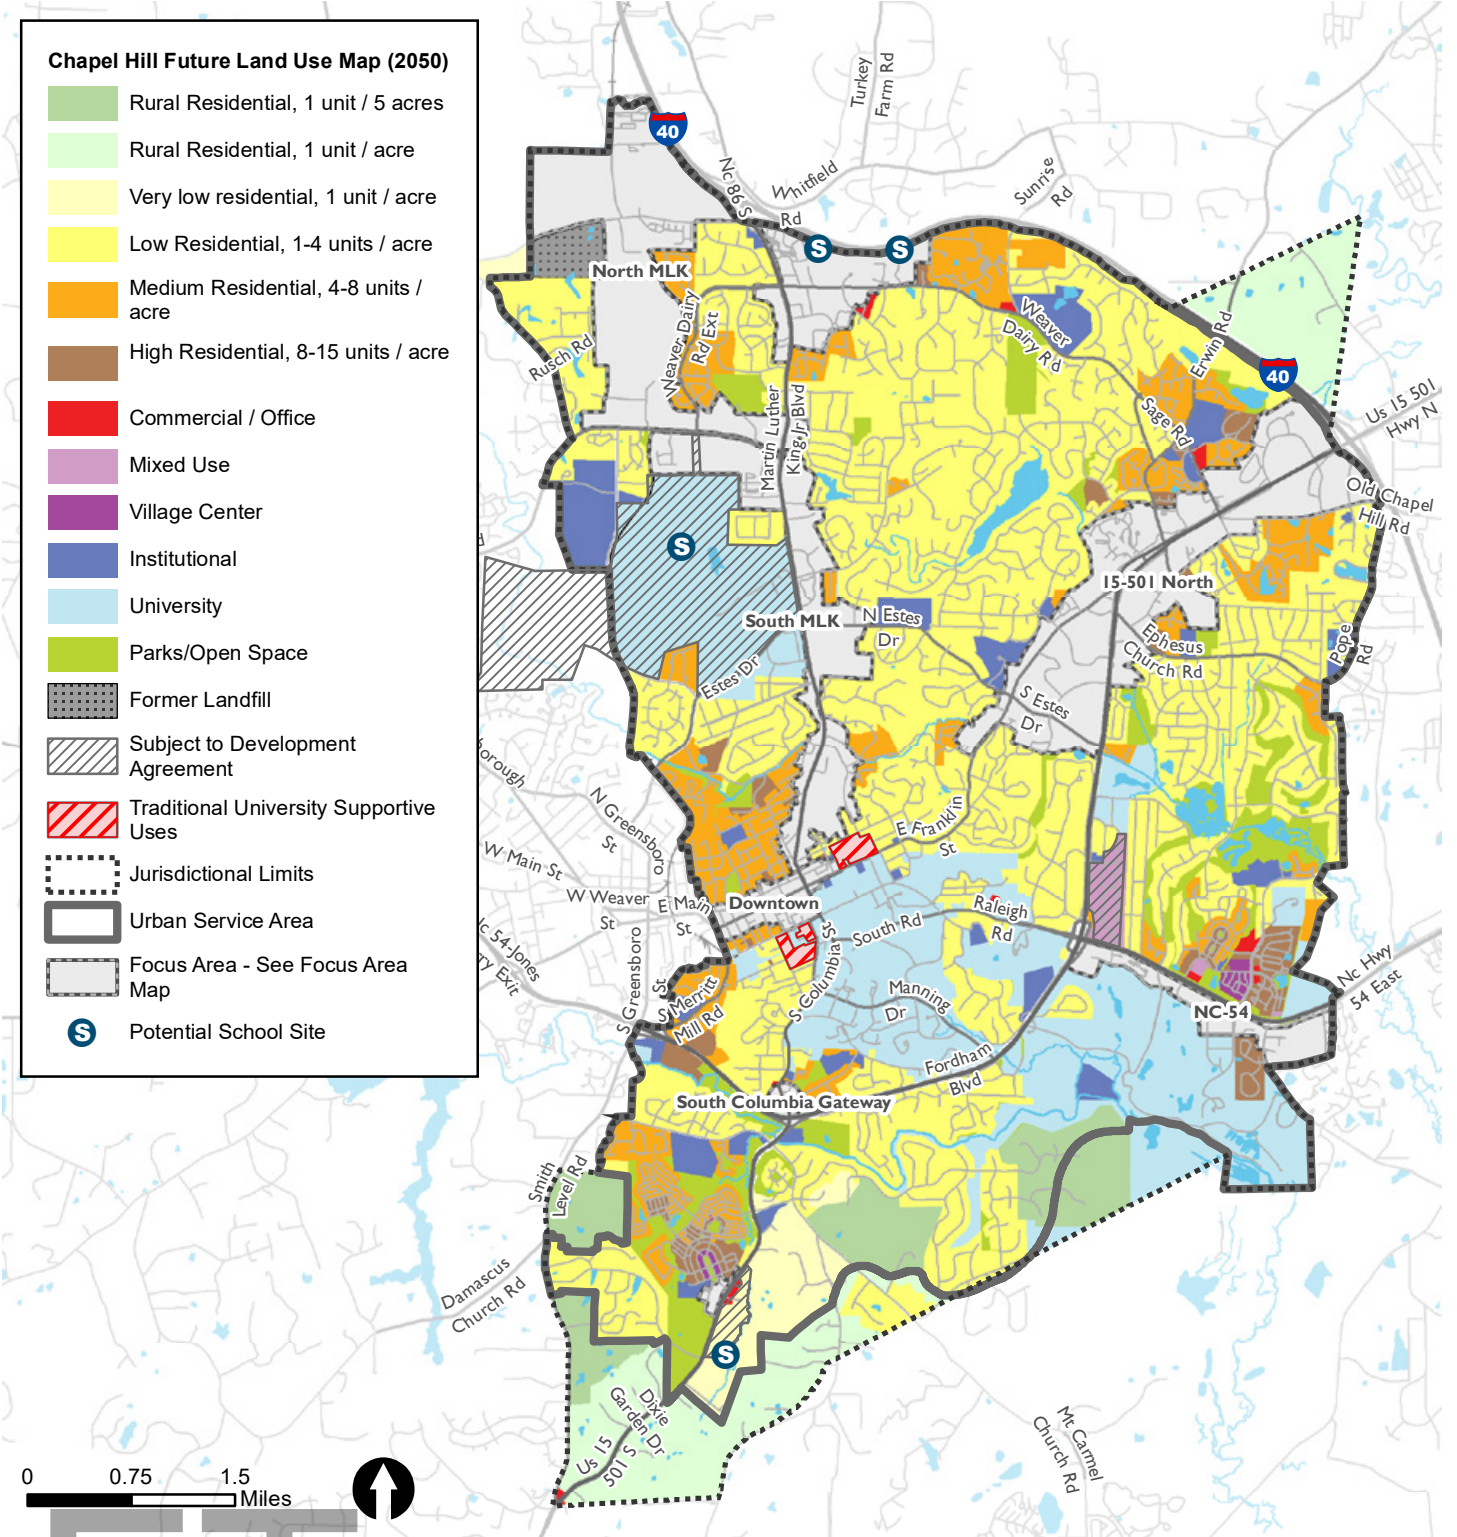 Chapel Hill Future Land Use Map (2050)
Rural Residential, 1 unit / 5 acres
Rural Residential, 1 unit / acre
Very low residential, 1 unit / acre
Low Residential, 1-4 units / acre
Medium Residential, 4-8 units /
acre
High Residential, 8-15 units / acre
Commercial / Office
Mixed Use
Village Center
Institutional
University
Parks/Open Space
Former Landfill
Subject to Development
Agreement
Traditional University Supportive
Uses
Jurisdictional Limits
Urban Service Area
Focus Area - See Focus Area
Map
S
Potential School Site
0
0.75
1.5
Miles
40
Turkey
Farm Rd
Nc 86 S
Whitfield
Rd
Sunrise
Rd
S
S
North MLK
Weaver Dairy
Rd Ext
Rusch Rd
Weaver
Dairy Rd
Erwin Rd
40
Us 15 501
Hwy N
Martin Luther
King Jr Blvd
Sage Rd
Old Chapel
Hill Rd
S
15-501 North
South MLK
N Estes
Dr
Ephesus
Church Rd
Pope
Rd
Estes Dr
S Estes
Dr
N Greensboro
St
W Main St
E Franklin
St
W Weaver
St
E Main
St
Downtown
Raleigh
Rd
South Rd
S Columbia St
S Greensboro
St
S Merritt
Mill Rd
Manning
Dr
Nc Hwy
54 East
NC-54
Fordham
Blvd
South Columbia Gateway
Smith
Level Rd
Damascus
Church Rd
S
Dixie
Garden Dr
Us 15
501 S
Mt Carmel
Church Rd